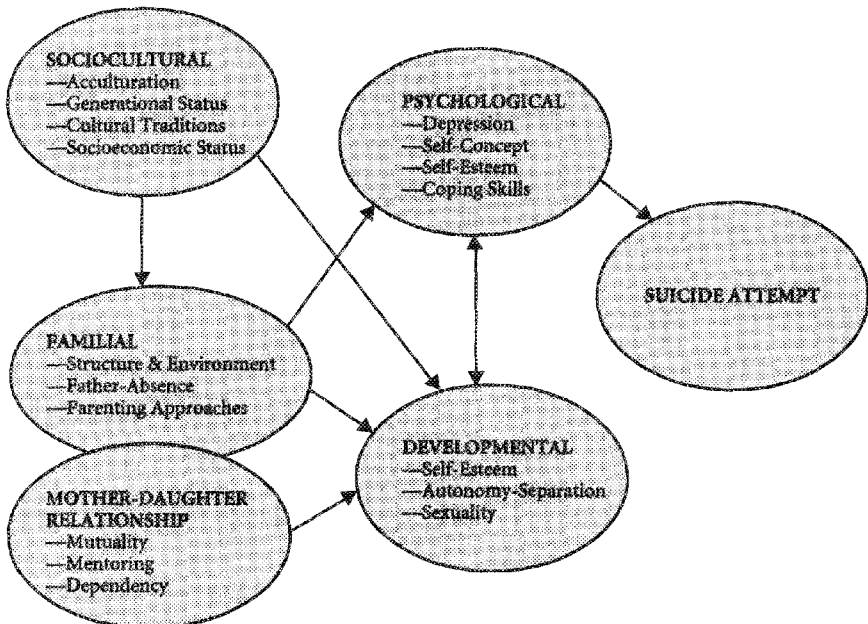 SOCIOCULTURAL
—Acculturation
—Generational Status
—Cultural Traditions
—Socioeconomic Status
PSYCHOLOGICAL
—Depression
—Self-Concept
—Self-Esteem
—Coping Skills
SUICIDE ATTEMPT
FAMILIAL
—Structure & Environment
—Father-Absence
—Parenting Approaches
DEVELOPMENTAL
—Self-Esteem
—Autonomy-Separation
—Sexuality
MOTHER-DAUGHTER
RELATIONSHIP
—Mutuality
—Mentoring
—Dependency